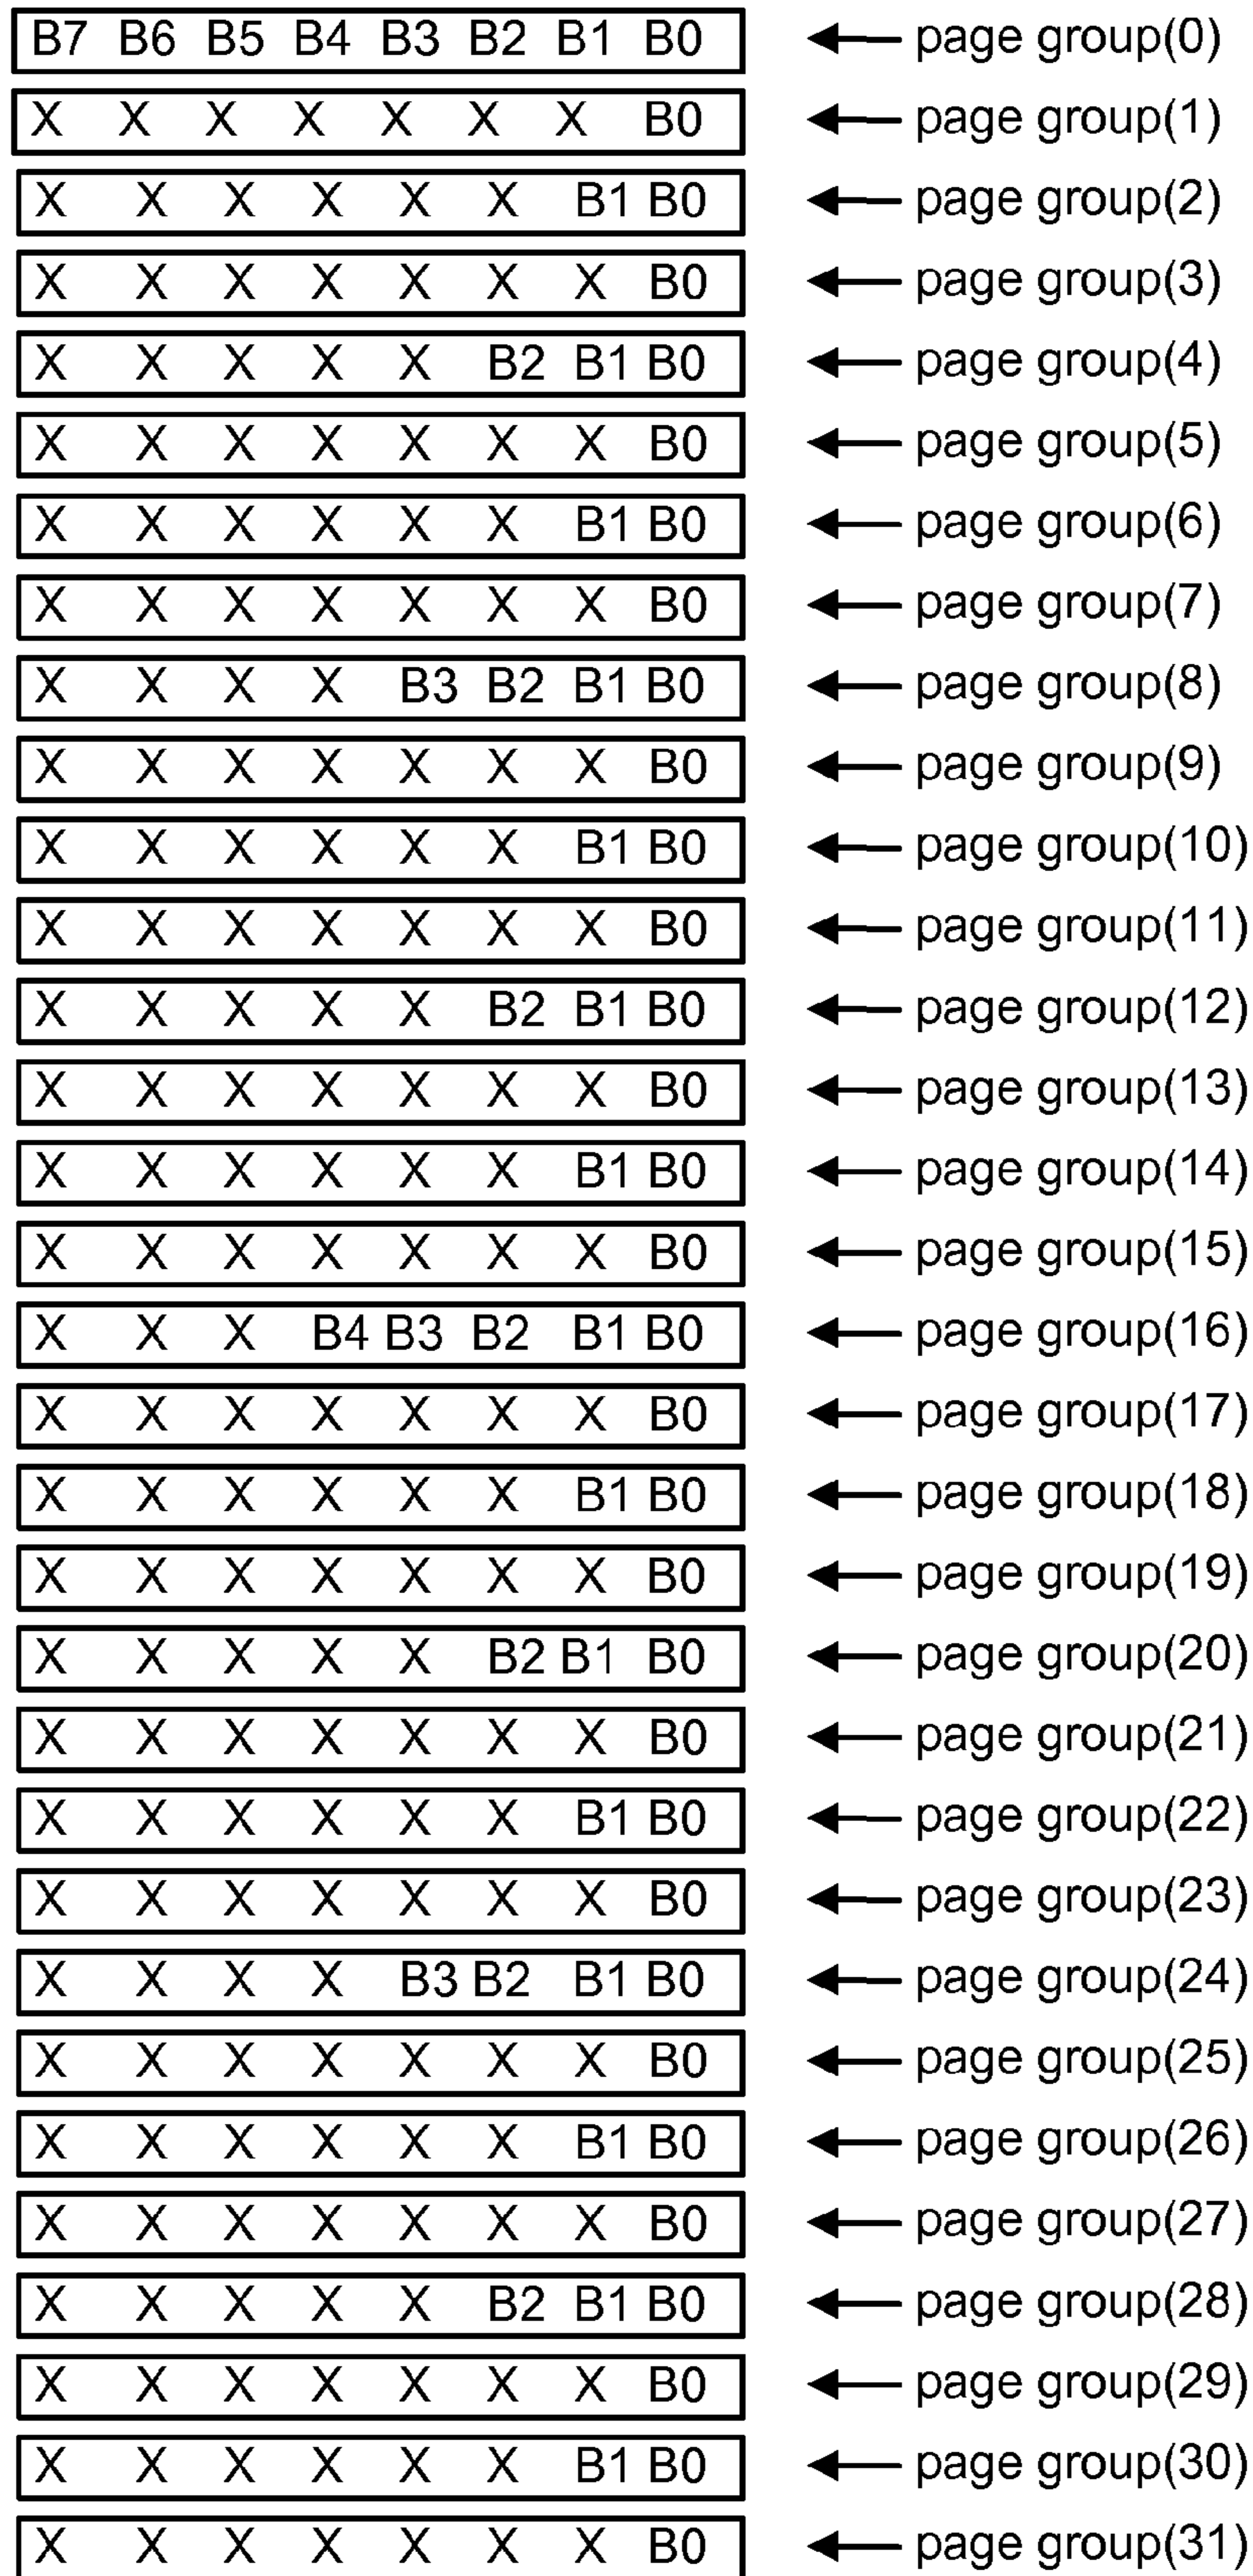 B7 B6 B5 B4 B3 B2 B1 B0 page group(0)
X X X X X X X B0 page group(1)
X X X X X X B1 B0 page group(2)
X X X X X X X B0 page group(3)
X X X X X B2 B1 B0 page group(4)
X X X X X X X B0 page group(5)
X X X X X X B1 B0 page group(6)
X X X X X X X B0 page group(7)
X X X X B3 B2 B1 B0 page group(8)
X X X X X X X B0 page group(9)
X X X X X X B1 B0 page group(10)
X X X X X X X B0 page group(11)
X X X X X B2 B1 B0 page group(12)
X X X X X X X B0 page group(13)
X X X X X X B1 B0 page group(14)
X X X X X X X B0 page group(15)
X X X B4 B3 B2 B1 B0 page group(16)
X X X X X X X B0 page group(17)
X X X X X X B1 B0 page group(18)
X X X X X X X B0 page group(19)
X X X X X B2 B1 B0 page group(20)
X X X X X X X B0 page group(21)
X X X X X X B1 B0 page group(22)
X X X X X X X B0 page group(23)
X X X X B3 B2 B1 B0 page group(24)
X X X X X X X B0 page group(25)
X X X X X X B1 B0 page group(26)
X X X X X X X B0 page group(27)
X X X X X B2 B1 B0 page group(28)
X X X X X X X B0 page group(29)
X X X X X X B1 B0 page group(30)
X X X X X X X B0 page group(31)